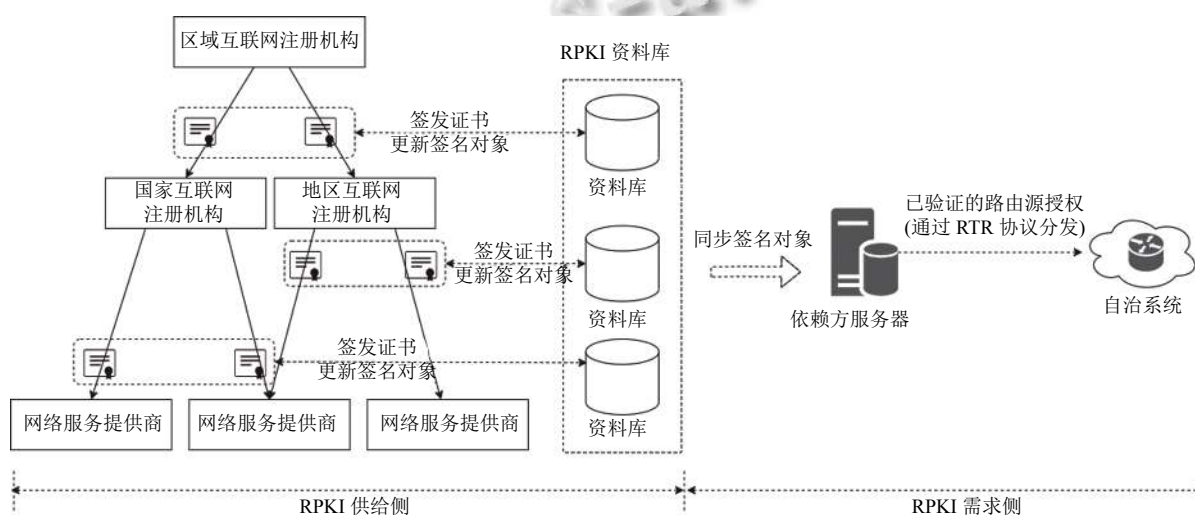 区域互联网注册机构
RPKI 资料库
签发证书
更新签名对象
资料库
国家互联网
注册机构
地区互联网
注册机构
签发证书
更新签名对象
资料库
同步签名对象
依赖方服务器
已验证的路由源授权
(通过 RTR 协议分发)
自治系统
签发证书
更新签名对象
资料库
网络服务提供商
网络服务提供商
网络服务提供商
RPKI 供给侧
RPKI 需求侧